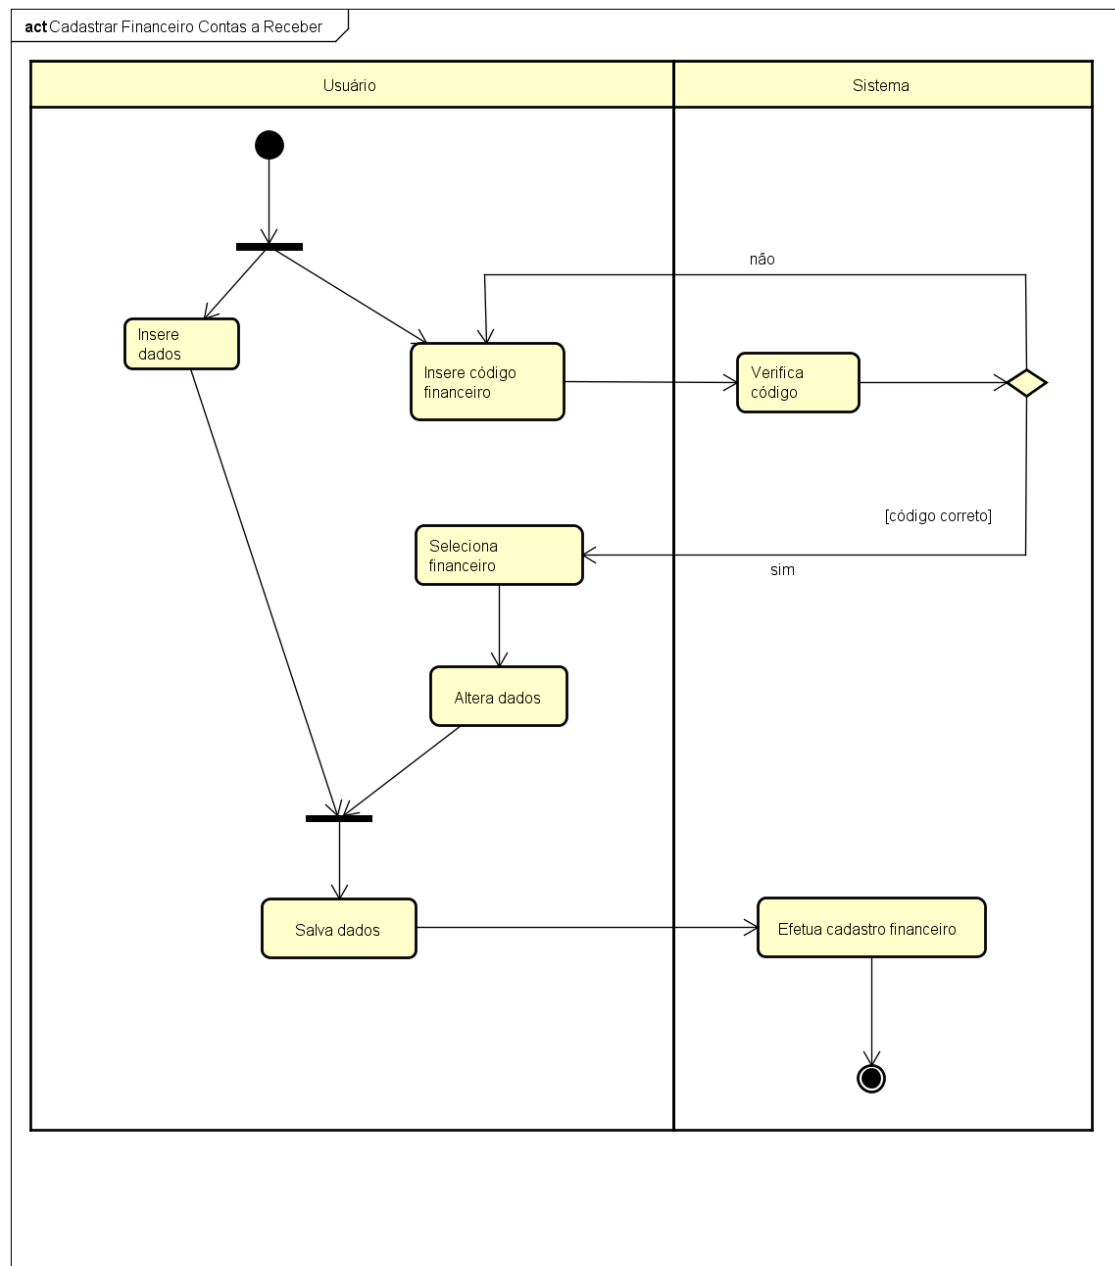 act Cadastrar Financeiro Contas a Receber
Usuário
Sistema
não
Insere
dados
Insere código
financeiro
Verifica
código
[código correto]
Seleciona
financeiro
sim
Altera dados
Salva dados
Efetua cadastro financeiro